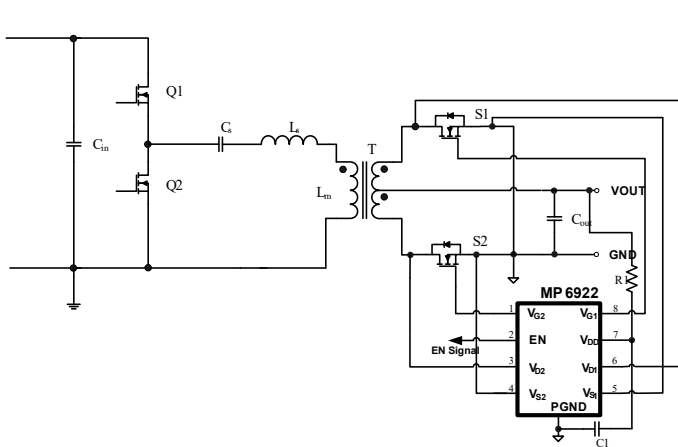 Q1
S1
Cs
Ls
T
Cin
Q2
Lm
VOUT
Cout
S2
GND
R1
MP6922
1
VG2
VG1
8
2
EN
VDD
7
EN Signal
3
VD2
VD1
6
4
VS2
VS1
5
PGND
C1